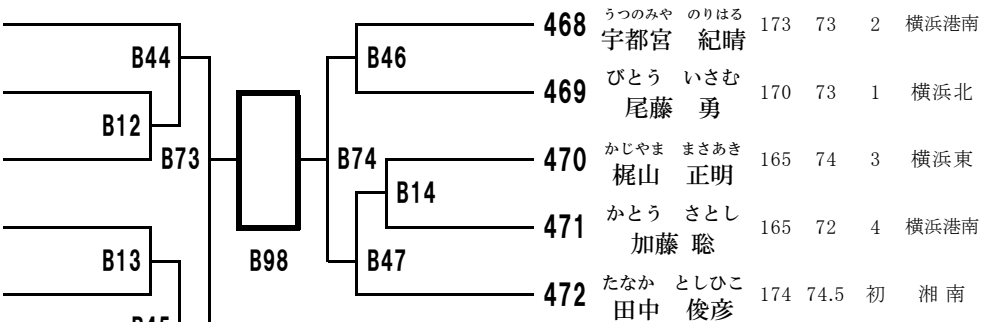 うつのみや のりはる
468 宇都宮 紀晴 173 73 2 横浜港南
B44 B46
びとう いさむ
469 尾藤 勇 170 73 1 横浜北
B12
かじやま まさあき
B73 B74 470 梶山 正明 165 74 3 横浜東
B14
かとう さとし
471 加藤 聡 165 72 4 横浜港南
B13 B98 B47
たなか としひこ
472 田中 俊彦 174 74.5 初 湘南
B45